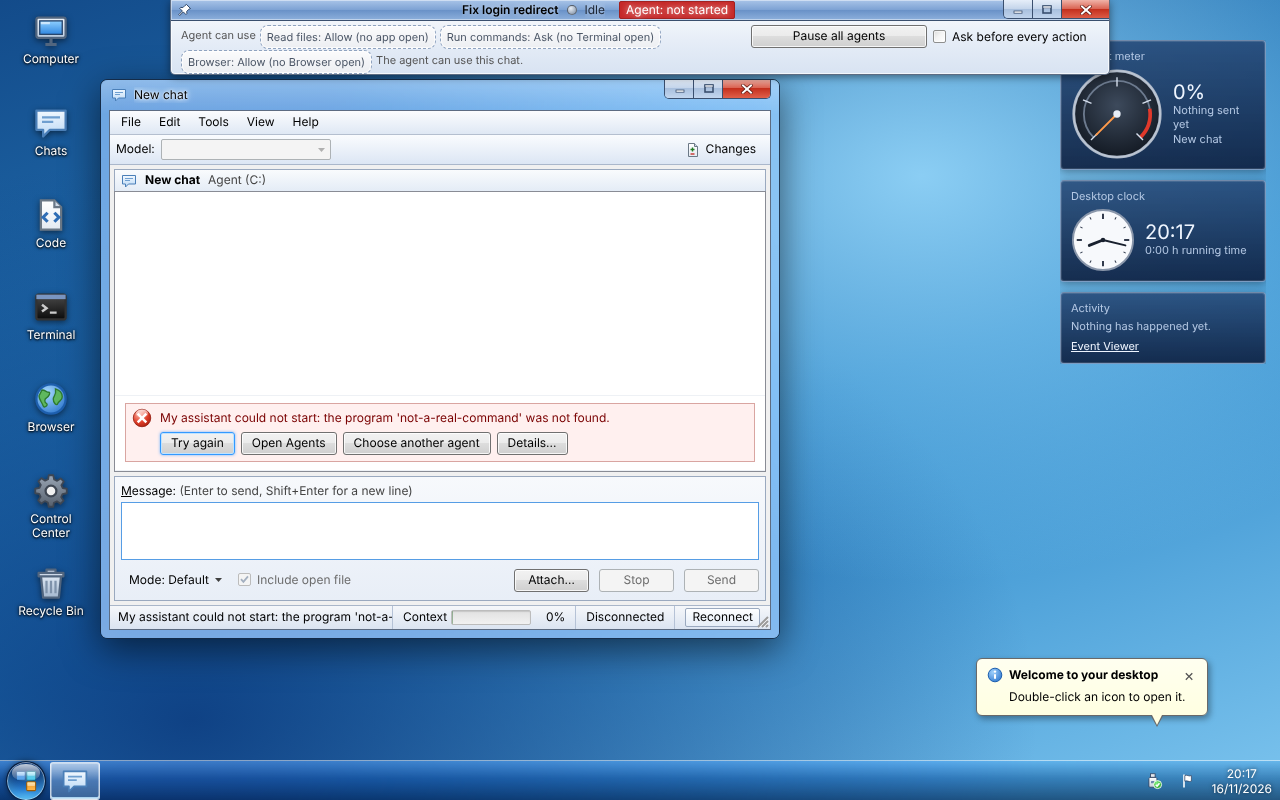 Fix login redirect Idle Agent: not started
Agent can use Read files: Allow (no app open) Run commands: Ask (no Terminal open)
Browser: Allow (no Browser open) The agent can use this chat.
Pause all agents Ask before every action
Computer
Chats
Code
Terminal
Browser
Control
Center
Recycle Bin
New chat
File Edit Tools View Help
Model: Changes
New chat Agent (C:)
My assistant could not start: the program 'not-a-real-command' was not found.
Try again Open Agents Choose another agent Details...
Message: (Enter to send, Shift+Enter for a new line)
Mode: Default Include open file Attach... Stop Send
My assistant could not start: the program 'not-a- Context 0% Disconnected Reconnect
meter
0%
Nothing sent
yet
New chat
Desktop clock
20:17
0:00 h running time
Activity
Nothing has happened yet.
Event Viewer
Welcome to your desktop
Double-click an icon to open it.
20:17
16/11/2026